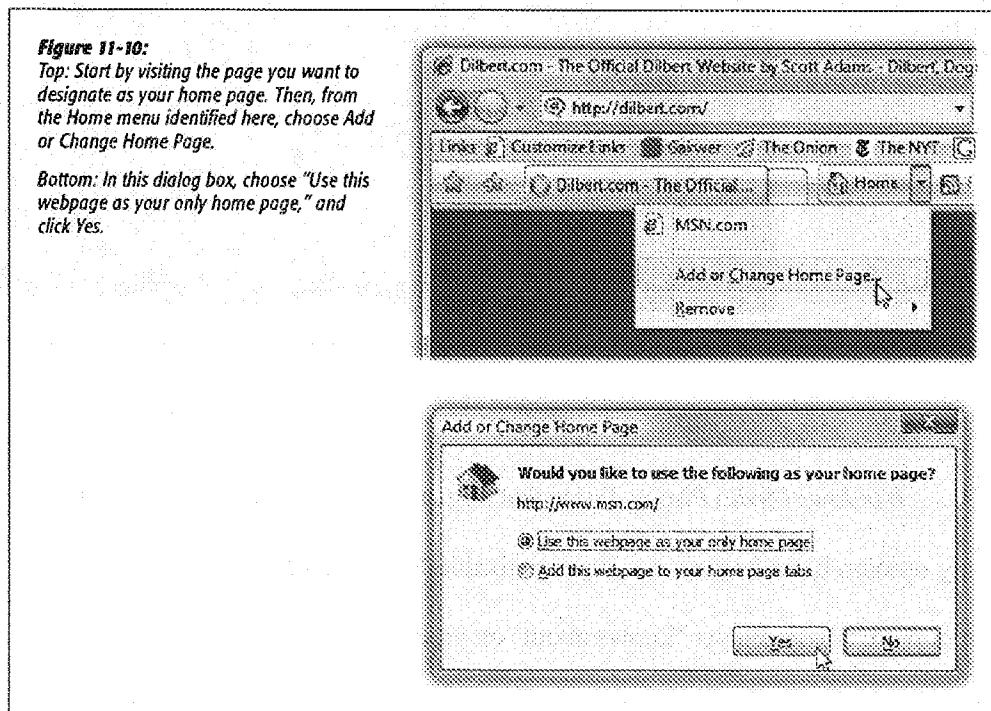 Figure 11-10:
Top: Start by visiting the page you want to
designate as your home page. Then, from
the Home menu identified here, choose Add
or Change Home Page.
Bottom: In this dialog box, choose "Use this
webpage as your only home page," and
click Yes.
Dilbert.com - The Official Dilbert Website by Scott Adams - Dilbert, Dog
http://dilbert.com/
Links Customize Links Gawker The Onion The NYT
Dilbert.com - The Official... Home
MSN.com
Add or Change Home Page...
Remove
Add or Change Home Page
Would you like to use the following as your home page?
http://www.msn.com/
Use this webpage as your only home page
Add this webpage to your home page tabs
Yes No